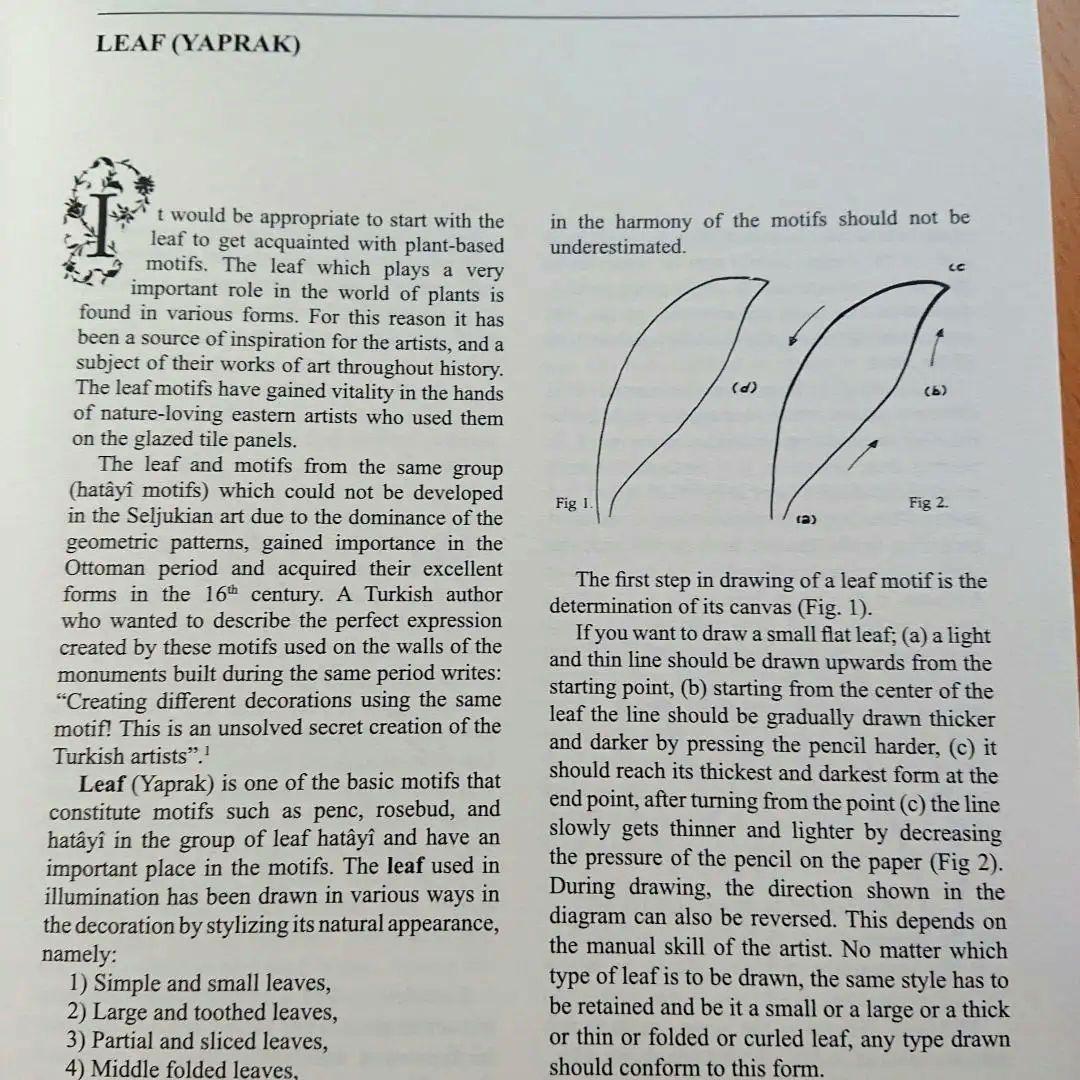 LEAF (YAPRAK)
It would be appropriate to start with the
leaf to get acquainted with plant-based
motifs. The leaf which plays a very
important role in the world of plants is
found in various forms. For this reason it has
been a source of inspiration for the artists, and a
subject of their works of art throughout history.
The leaf motifs have gained vitality in the hands
of nature-loving eastern artists who used them
on the glazed tile panels.
The leaf and motifs from the same group
(hatâyî motifs) which could not be developed
in the Seljukian art due to the dominance of the
geometric patterns, gained importance in the
Ottoman period and acquired their excellent
forms in the 16th century. A Turkish author
who wanted to describe the perfect expression
created by these motifs used on the walls of the
monuments built during the same period writes:
“Creating different decorations using the same
motif! This is an unsolved secret creation of the
Turkish artists”.1
Leaf (Yaprak) is one of the basic motifs that
constitute motifs such as penc, rosebud, and
hatâyî in the group of leaf hatâyî and have an
important place in the motifs. The leaf used in
illumination has been drawn in various ways in
the decoration by stylizing its natural appearance,
namely:
1) Simple and small leaves,
2) Large and toothed leaves,
3) Partial and sliced leaves,
4) Middle folded leaves,
in the harmony of the motifs should not be
underestimated.
cc
(d)
(b)
Fig 1.
(a)
Fig 2.
The first step in drawing of a leaf motif is the
determination of its canvas (Fig. 1).
If you want to draw a small flat leaf; (a) a light
and thin line should be drawn upwards from the
starting point, (b) starting from the center of the
leaf the line should be gradually drawn thicker
and darker by pressing the pencil harder, (c) it
should reach its thickest and darkest form at the
end point, after turning from the point (c) the line
slowly gets thinner and lighter by decreasing
the pressure of the pencil on the paper (Fig 2).
During drawing, the direction shown in the
diagram can also be reversed. This depends on
the manual skill of the artist. No matter which
type of leaf is to be drawn, the same style has to
be retained and be it a small or a large or a thick
or thin or folded or curled leaf, any type drawn
should conform to this form.